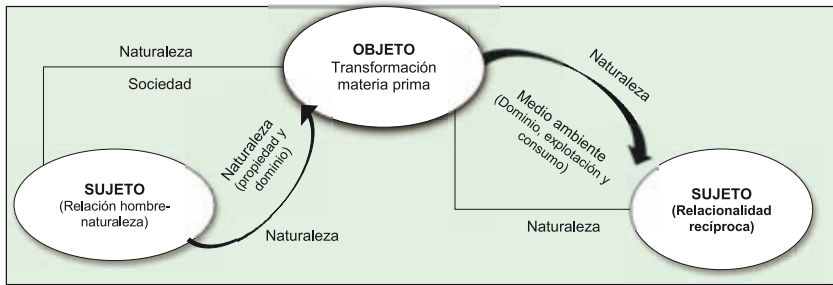 Naturaleza
Sociedad
SUJETO
(Relación hombre-
naturaleza)
Naturaleza
(propiedad y
dominio)
Naturaleza
OBJETO
Transformación
materia prima
Naturaleza
Medio ambiente
(Dominio, explotación y
consumo)
Naturaleza
SUJETO
(Relacionalidad
recíproca)